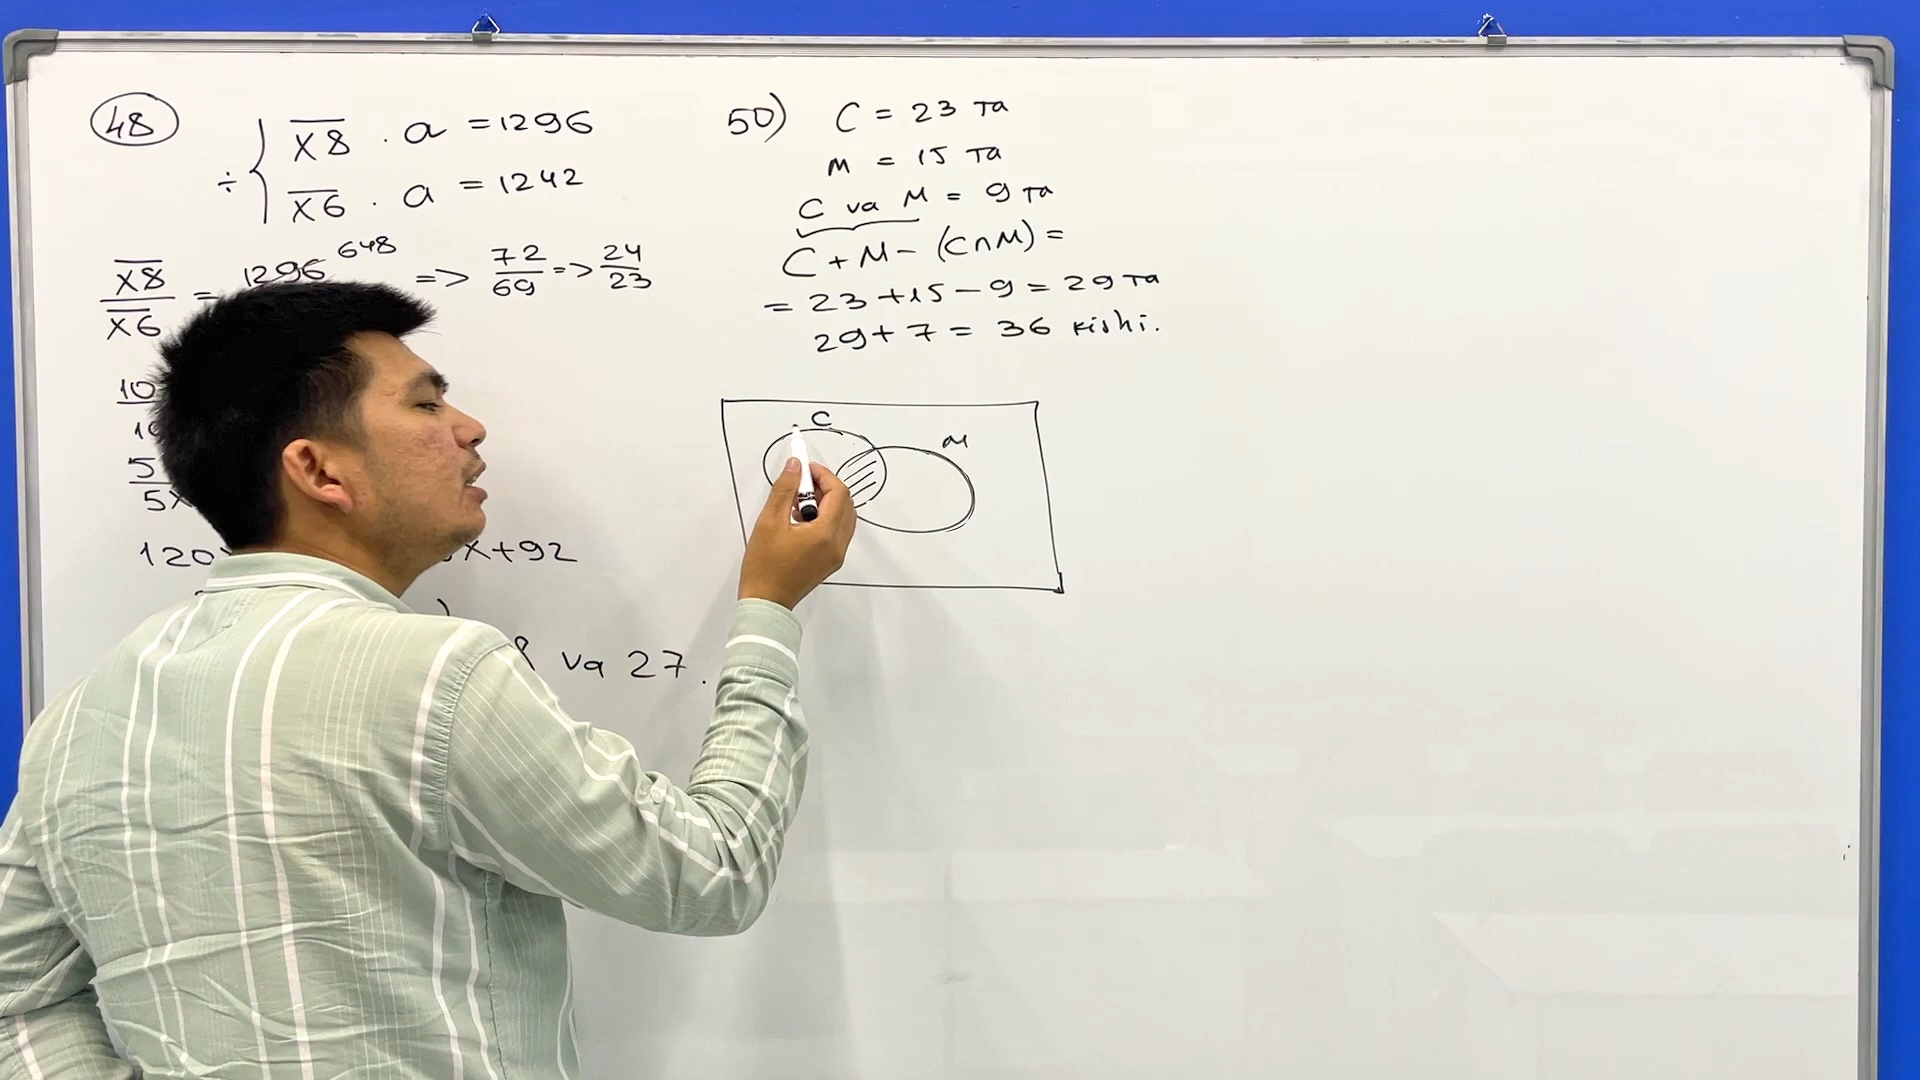 48
÷ { x8 · a = 1296
x6 · a = 1242
x8/x6 = 1296 648 => 72/69 => 24/23
10
5
5x
120 x+92
va 27.
50) C = 23 ta
M = 15 ta
C va M = 9 ta
C + M - (C∩M) =
= 23 + 15 - 9 = 29 ta
29 + 7 = 36 kishi.
C
M